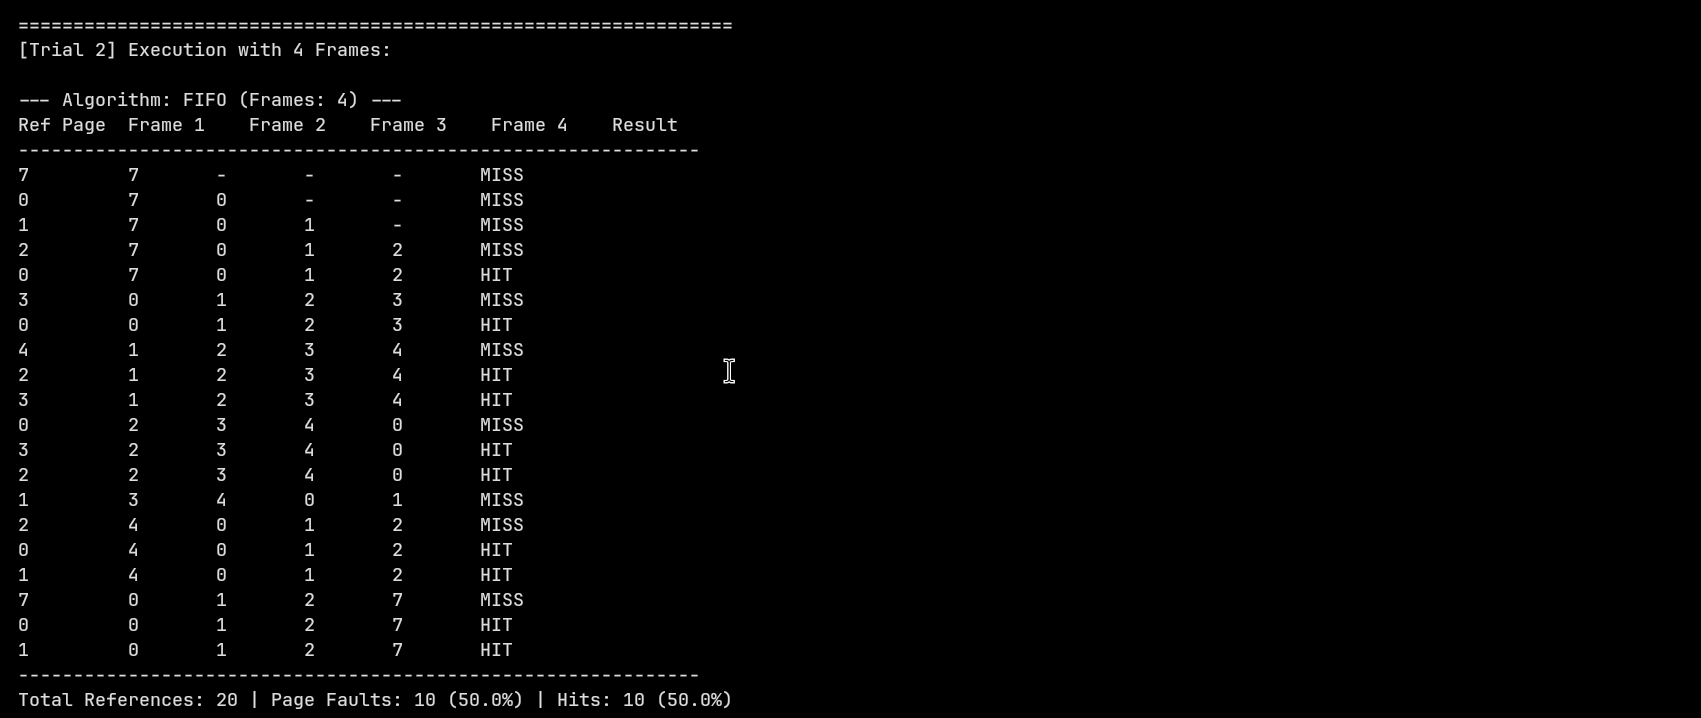 =================================================================
[Trial 2] Execution with 4 Frames:
--- Algorithm: FIFO (Frames: 4) ---
Ref Page  Frame 1    Frame 2    Frame 3    Frame 4    Result
--------------------------------------------------------------
7         7       -       -       -       MISS
0         7       0       -       -       MISS
1         7       0       1       -       MISS
2         7       0       1       2       MISS
0         7       0       1       2       HIT
3         0       1       2       3       MISS
0         0       1       2       3       HIT
4         1       2       3       4       MISS
2         1       2       3       4       HIT
3         1       2       3       4       HIT
0         2       3       4       0       MISS
3         2       3       4       0       HIT
2         2       3       4       0       HIT
1         3       4       0       1       MISS
2         4       0       1       2       MISS
0         4       0       1       2       HIT
1         4       0       1       2       HIT
7         0       1       2       7       MISS
0         0       1       2       7       HIT
1         0       1       2       7       HIT
--------------------------------------------------------------
Total References: 20 | Page Faults: 10 (50.0%) | Hits: 10 (50.0%)